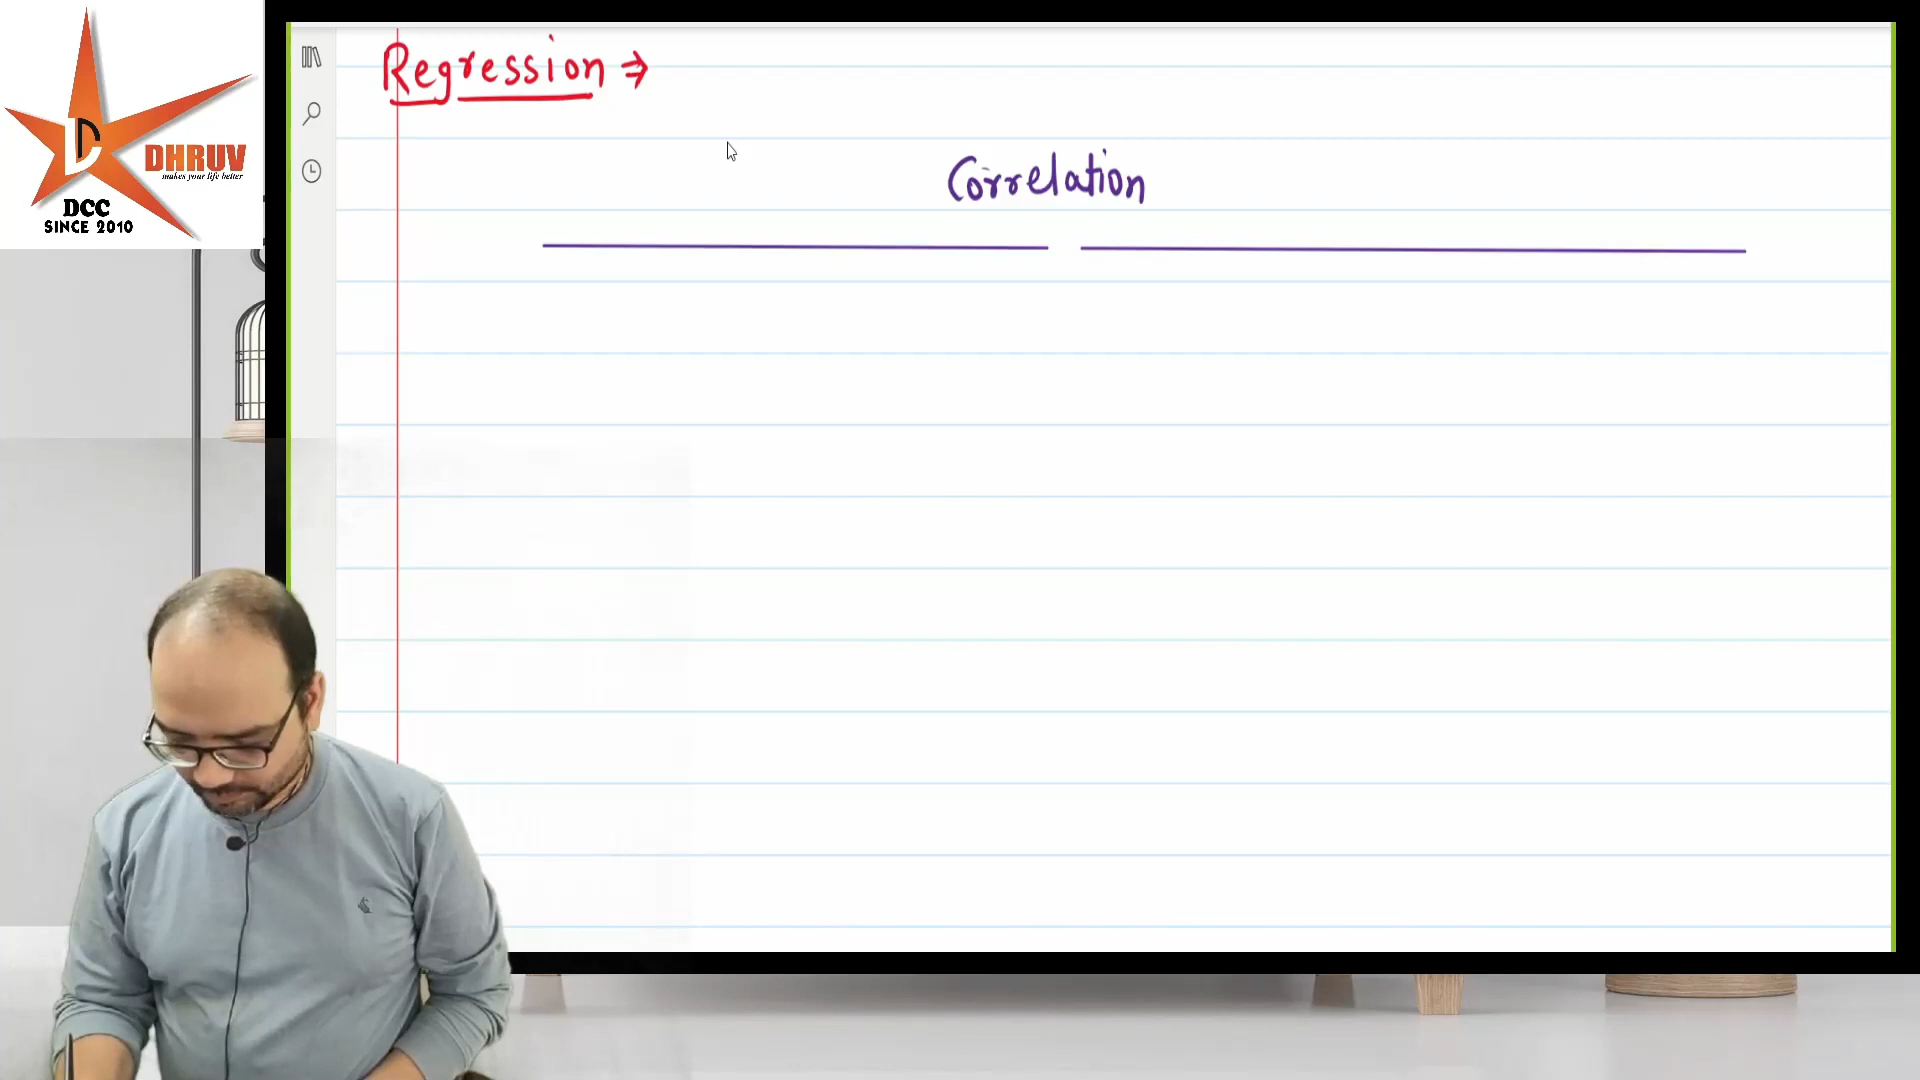 DHRUV
makes your life better
DCC
SINCE 2010
Regression ⇒
Correlation